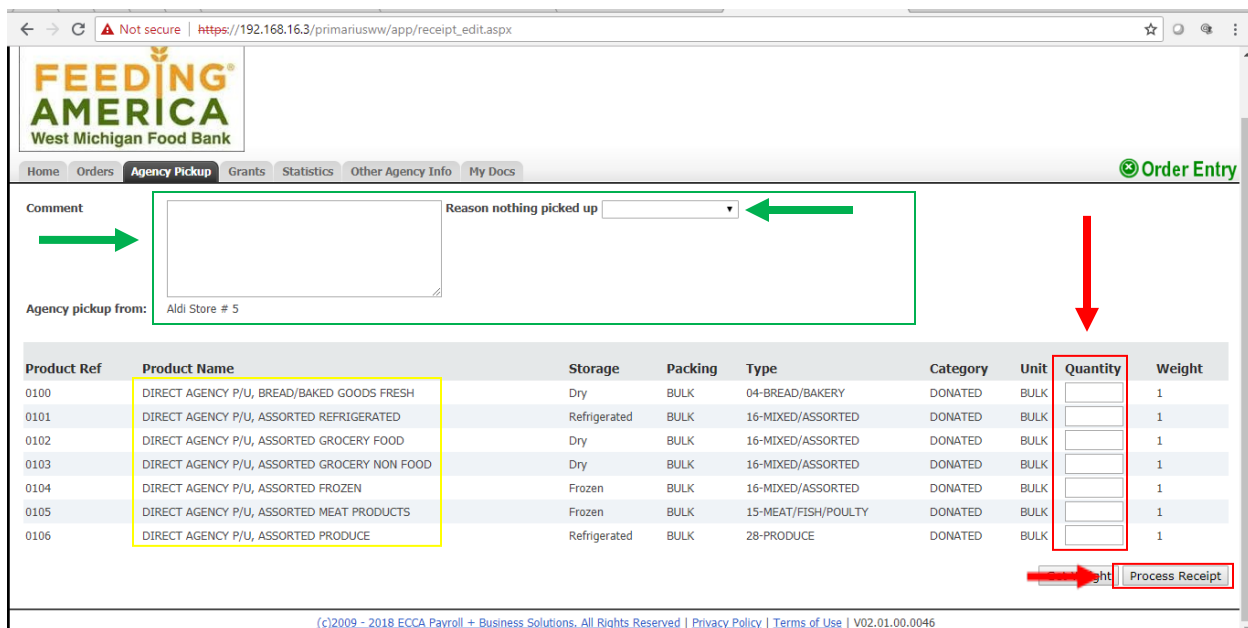 Not secure | https://192.168.16.3/primariusww/app/receipt_edit.aspx
FEEDING
AMERICA®
West Michigan Food Bank
Home Orders Agency Pickup Grants Statistics Other Agency Info My Docs Order Entry
Comment Reason nothing picked up
Agency pickup from: Aldi Store # 5
Product Ref Product Name Storage Packing Type Category Unit Quantity Weight
0100 DIRECT AGENCY P/U, BREAD/BAKED GOODS FRESH Dry BULK 04-BREAD/BAKERY DONATED BULK 1
0101 DIRECT AGENCY P/U, ASSORTED REFRIGERATED Refrigerated BULK 16-MIXED/ASSORTED DONATED BULK 1
0102 DIRECT AGENCY P/U, ASSORTED GROCERY FOOD Dry BULK 16-MIXED/ASSORTED DONATED BULK 1
0103 DIRECT AGENCY P/U, ASSORTED GROCERY NON FOOD Dry BULK 16-MIXED/ASSORTED DONATED BULK 1
0104 DIRECT AGENCY P/U, ASSORTED FROZEN Frozen BULK 16-MIXED/ASSORTED DONATED BULK 1
0105 DIRECT AGENCY P/U, ASSORTED MEAT PRODUCTS Frozen BULK 15-MEAT/FISH/POULTY DONATED BULK 1
0106 DIRECT AGENCY P/U, ASSORTED PRODUCE Refrigerated BULK 28-PRODUCE DONATED BULK 1
Process Receipt
(c)2009 - 2018 ECCA Payroll + Business Solutions. All Rights Reserved | Privacy Policy | Terms of Use | V02.01.00.0046